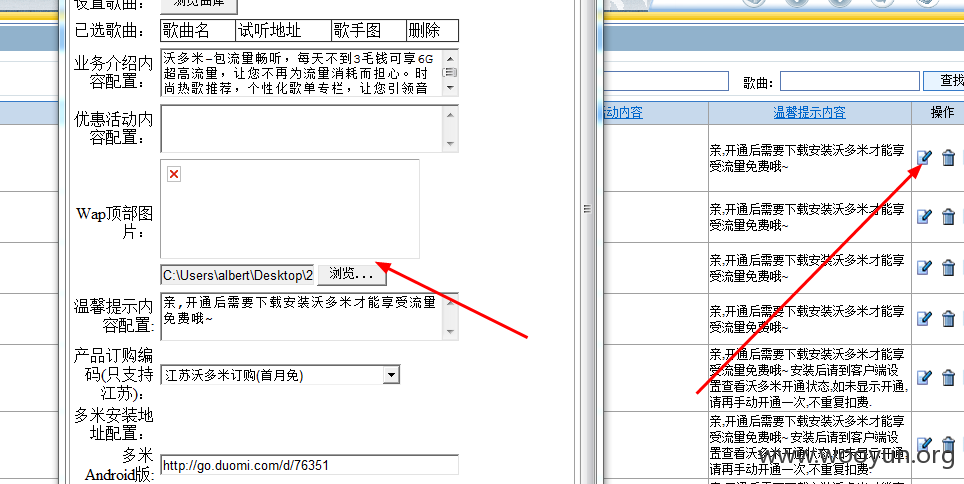 设置歌曲： 浏览曲库
已选歌曲： 歌曲名 试听地址 歌手图 删除
业务介绍内容配置：
沃多米-包流量畅听，每天不到3毛钱可享6G
超高流量，让您不再为流量消耗而担心。时
尚热歌推荐，个性化歌单专栏，让您引领音
优惠活动内容配置：
Wap顶部图片：
C:\Users\albert\Desktop\2 浏览...
温馨提示内容配置:
亲,开通后需要下载安装沃多米才能享受流量
免费哦~
产品订购编码(只支持江苏)：
江苏沃多米订购(首月免)
多米安装地址配置：
多米Android版:
http://go.duomi.com/d/76351
歌曲: 查找
活动内容 温馨提示内容 操作
亲,开通后需要下载安装沃多米才能享
受流量免费哦~
亲,开通后需要下载安装沃多米才能享
受流量免费哦~
亲,开通后需要下载安装沃多米才能享
受流量免费哦~
亲,开通后需要下载安装沃多米才能享
受流量免费哦~
亲,开通后需要下载安装沃多米才能享
受流量免费哦~安装后请到客户端设
置查看沃多米开通状态,如未显示开通,
请再手动开通一次,不重复扣费.
亲,开通后需要下载安装沃多米才能享
受流量免费哦~安装后请到客户端设
置查看沃多米开通状态,如未显示开通,
请再手动开通一次,不重复扣费.
亲,开通后需要下载安装沃多米才能享
www.wooyun.org